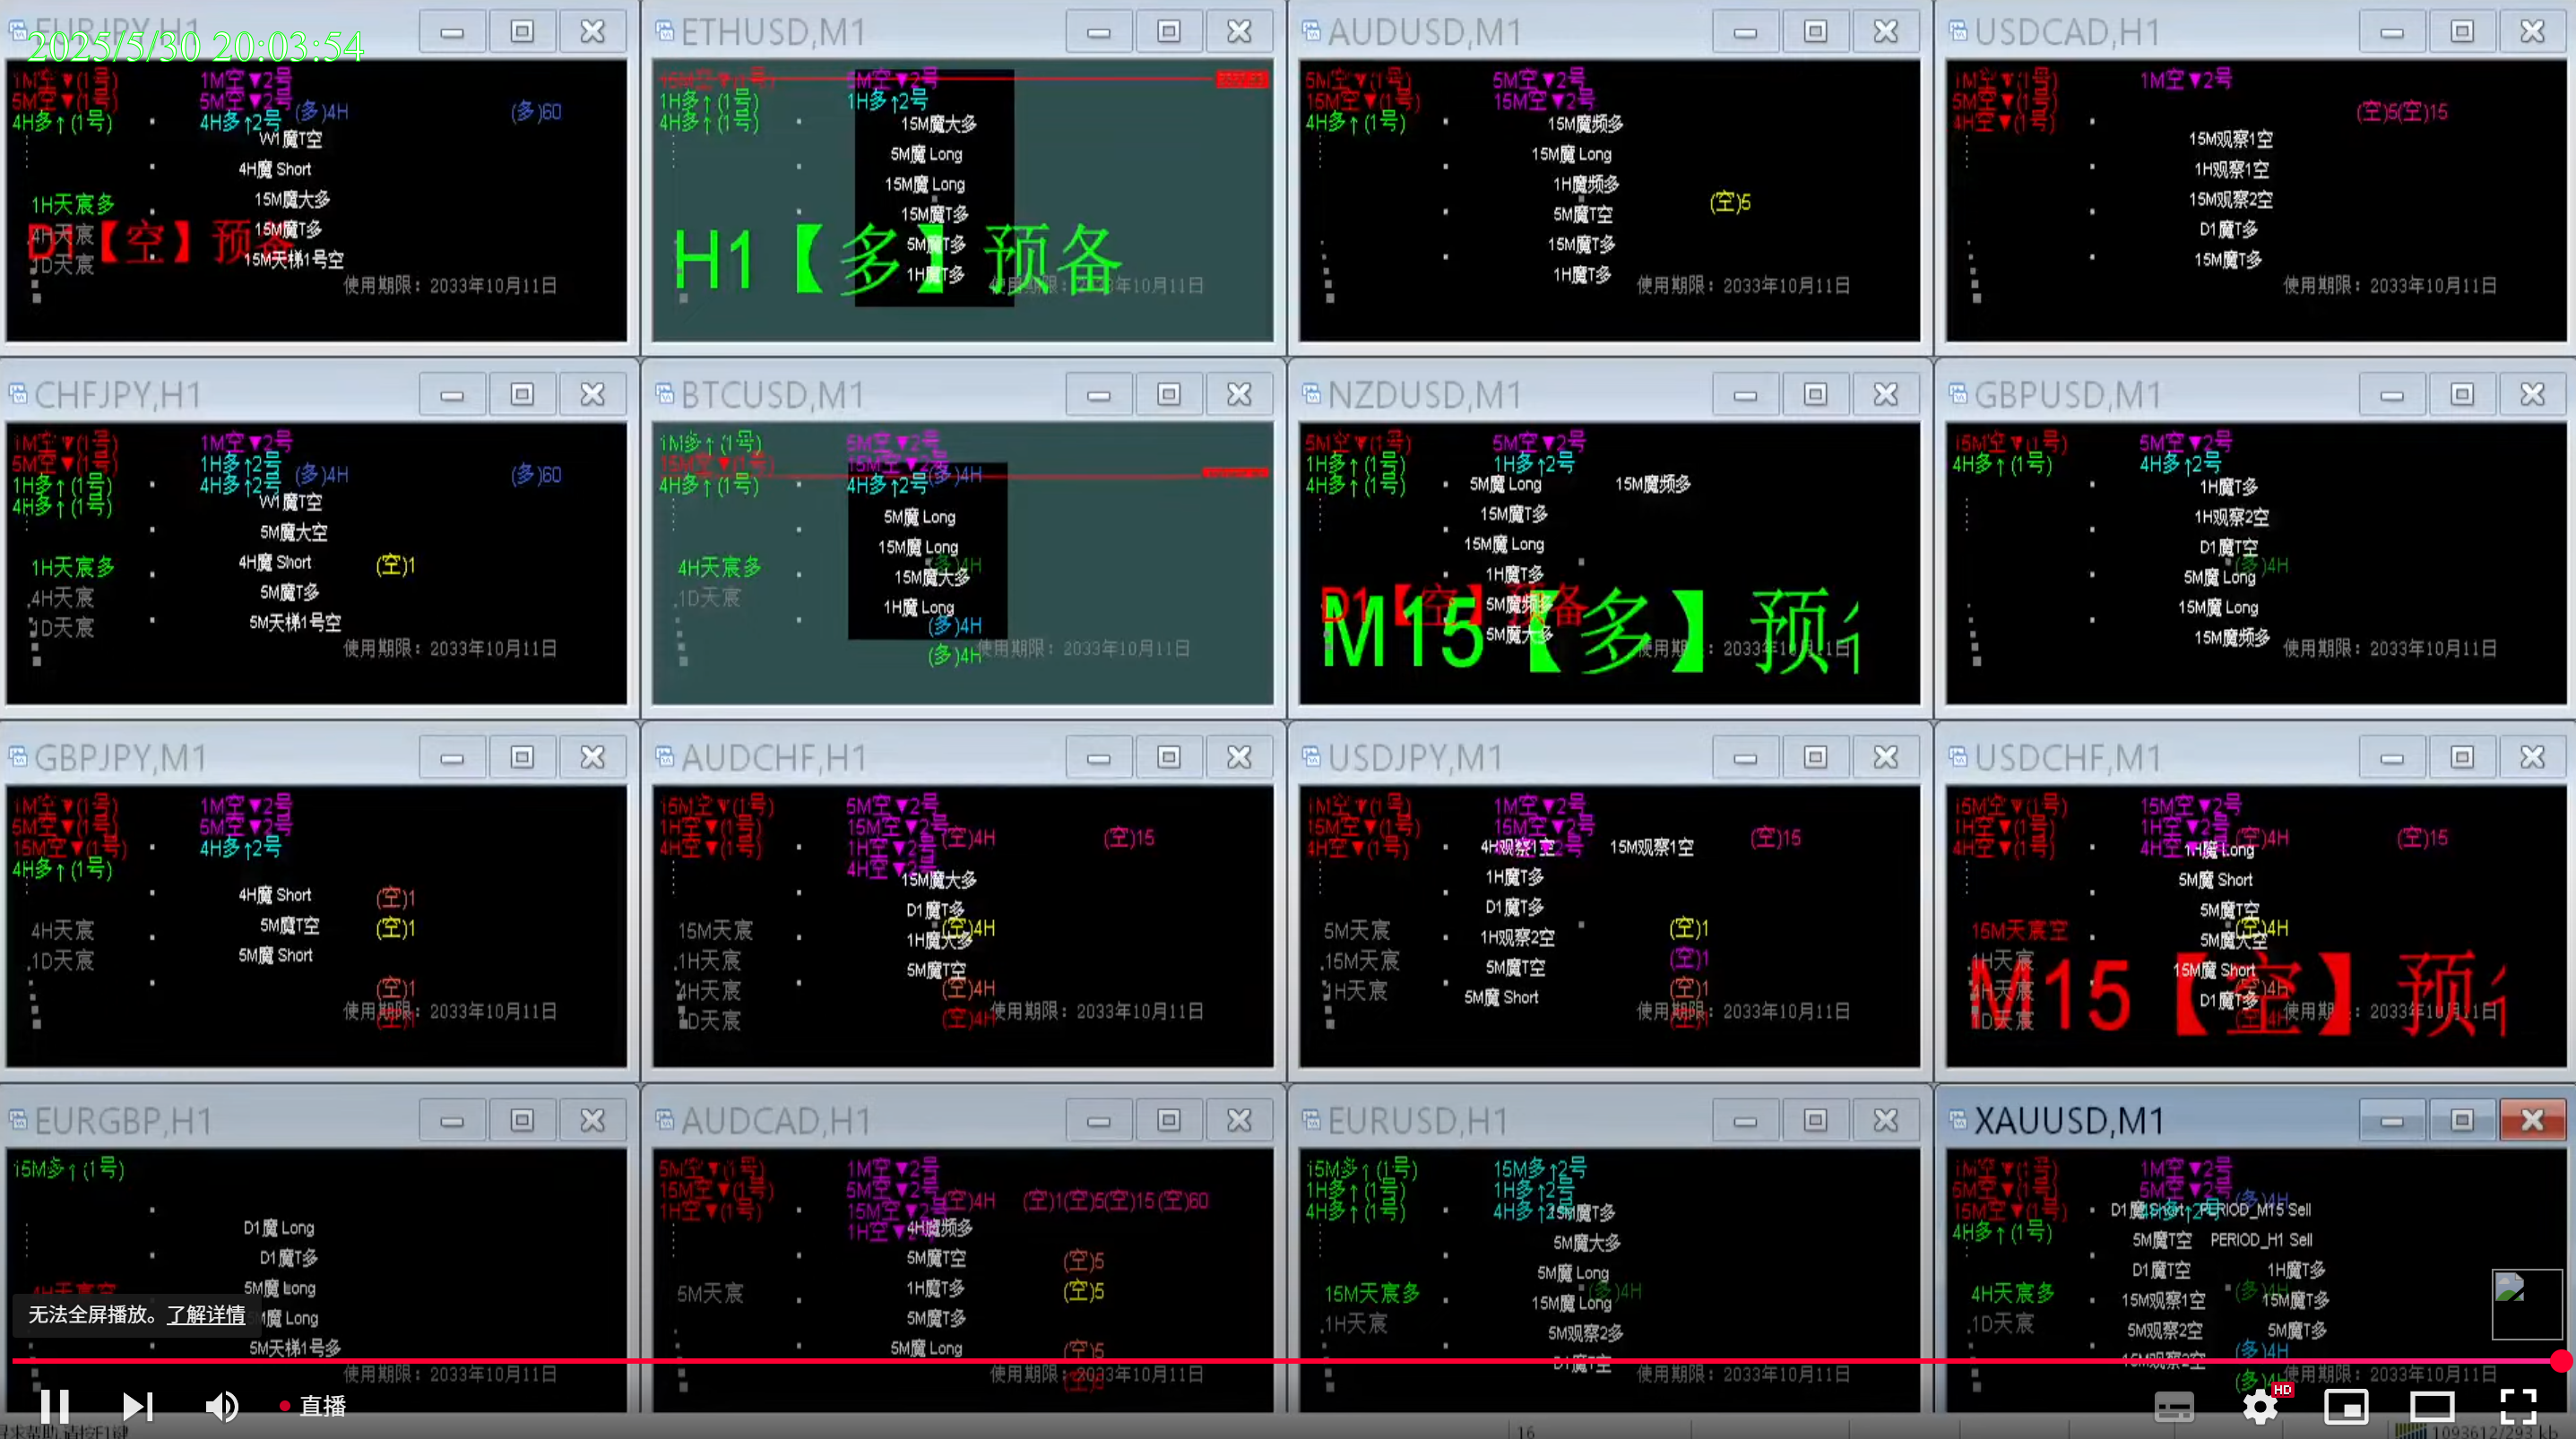 EURJPY,H1
2025/5/30 20:03:54
1M空▼(1号) 1M空▼2号
5M空▼(1号) 5M空▼2号 (多)4H (多)60
4H多↑(1号) 4H多↑2号
魔T空
4H魔 Short
1H天宸多 15M魔大多
4H天宸 15M魔T多
D1【空】预备
1D天宸 15M天梯1号空
使用期限：2033年10月11日
ETHUSD,M1
15M空▼(1号) 5M空▼2号
1H多↑(1号) 1H多↑2号
4H多↑(1号) 15M魔大多
5M魔 Long
15M魔 Long
15M魔T多
5M魔T多
H1【多】预备
1H魔T多
使用期限：2033年10月11日
AUDUSD,M1
5M空▼(1号) 5M空▼2号
15M空▼(1号) 15M空▼2号
4H多↑(1号) 15M魔频多
15M魔 Long
1H魔频多
(空)5
5M魔T空
15M魔T多
1H魔T多
使用期限：2033年10月11日
USDCAD,H1
1M空▼(1号) 1M空▼2号
5M空▼(1号) (空)5(空)15
4H空▼(1号)
15M观察1空
1H观察1空
15M观察2空
D1魔T多
15M魔T多
使用期限：2033年10月11日
CHFJPY,H1
1M空▼(1号) 1M空▼2号
5M空▼(1号) 1H多↑2号 (多)4H (多)60
1H多↑(1号) 4H多↑2号
4H多↑(1号) 魔T空
5M魔大空
1H天宸多 4H魔 Short (空)1
4H天宸 5M魔T多
1D天宸 5M天梯1号空
使用期限：2033年10月11日
BTCUSD,M1
1M多↑(1号) 5M空▼2号
15M空▼(1号) 15M空▼2号 (多)4H
4H多↑(1号) 4H多↑2号
5M魔 Long
15M魔 Long
4H天宸多 (多)4H
15M魔大多
1D天宸 1H魔 Long
(多)4H
(多)4H
使用期限：2033年10月11日
NZDUSD,M1
5M空▼(1号) 5M空▼2号
1H多↑(1号) 1H多↑2号
4H多↑(1号) 5M魔 Long 15M魔频多
15M魔T多
15M魔 Long
1H魔T多
D1【空】预备
5M魔频多
M15【多】预
5M魔大多
使用期限：2033年10月11日
GBPUSD,M1
15M空▼(1号) 5M空▼2号
4H多↑(1号) 4H多↑2号
1H魔T多
1H观察2空
D1魔T空
(多)4H
5M魔 Long
15M魔 Long
15M魔频多
使用期限：2033年10月11日
GBPJPY,M1
1M空▼(1号) 1M空▼2号
5M空▼(1号) 5M空▼2号
15M空▼(1号) 4H多↑2号
4H多↑(1号)
4H魔 Short (空)1
4H天宸 5M魔T空 (空)1
1D天宸 5M魔 Short
(空)1
(空)1
使用期限：2033年10月11日
AUDCHF,H1
15M空▼(1号) 5M空▼2号
1H空▼(1号) 15M空▼2号 (空)4H (空)15
4H空▼(1号) 1H空▼2号
4H空▼2号
15M魔大多
D1魔T多
15M天宸 (空)4H
1H天宸 1H魔大多
4H天宸 5M魔T空 (空)4H
1D天宸 (空)4H
使用期限：2033年10月11日
USDJPY,M1
1M空▼(1号) 1M空▼2号
15M空▼(1号) 15M空▼2号 (空)15
4H空▼(1号) 4H观察1空 15M观察1空
1H魔T多
D1魔T多
5M天宸 1H观察2空 (空)1
15M天宸 5M魔T空 (空)1
1H天宸 5M魔 Short (空)1
(空)1
使用期限：2033年10月11日
USDCHF,M1
15M空▼(1号) 15M空▼2号
1H空▼(1号) 1H空▼2号 (空)4H (空)15
4H空▼(1号) 4H空▼2号
1H魔 Long
5M魔 Short
5M魔T空
15M天宸空 (空)4H
5M魔大空
1H天宸 15M魔 Short
4H天宸 (空)4H
M15【空】预
D1魔T多
1D天宸 (空)4H
使用期限：2033年10月11日
EURGBP,H1
15M多↑(1号)
D1魔 Long
D1魔T多
4H天宸空 5M魔 Long
魔 Long
5M天梯1号多
使用期限：2033年10月11日
AUDCAD,H1
5M空▼(1号) 1M空▼2号
15M空▼(1号) 5M空▼2号 (空)4H (空)1(空)5(空)15(空)60
1H空▼(1号) 15M空▼2号
1H空▼2号 4H魔频多
5M魔T空 (空)5
5M天宸 1H魔T多 (空)5
5M魔T多
5M魔 Long (空)5
使用期限：2033年10月11日
EURUSD,H1
15M多↑(1号) 15M多↑2号
1H多↑(1号) 1H多↑2号
4H多↑(1号) 4H多↑2号
15M魔T多
5M魔大多
5M魔 Long
15M天宸多 (多)4H
15M魔 Long
1H天宸 5M观察2多
D1魔T空
使用期限：2033年10月11日
XAUUSD,M1
1M空▼(1号) 1M空▼2号
5M空▼(1号) 5M空▼2号 (多)4H
15M空▼(1号) 4H多↑2号
D1魔 Short PERIOD_M15 Sell
4H多↑(1号) 5M魔T空 PERIOD_H1 Sell
D1魔T空 1H魔T多
4H天宸多 15M观察1空 (多)4H 15M魔T多
1D天宸 5M观察2空 5M魔T多
15M观察2空 (多)4H
(多)4H
使用期限：2033年10月11日
无法全屏播放。了解详情
直播
HD
寻求帮助,请按F1键
16
1093612/293 kb